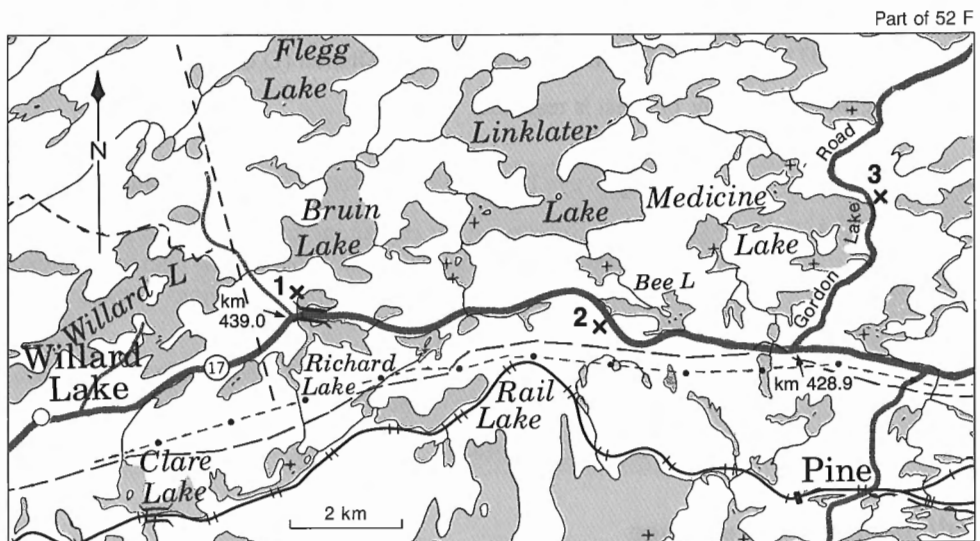 Part of 52 F
Flegg
Lake
N
Linklater
Lake
Road
3
Medicine
Lake
Lake
Gordon
Bruin
Lake
Willard L
1
km
439.0
2
Bee L
Willard
Lake
17
Richard
Lake
km 428.9
Rail
Lake
Clare
Lake
Pine
2 km